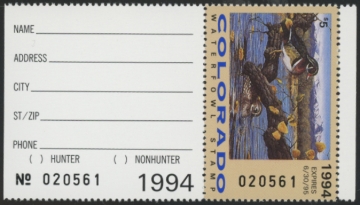 NAME
ADDRESS
CITY
ST/ZIP
PHONE
( ) HUNTER ( ) NONHUNTER
No 020561 1994
COLORADO
WATERFOWL STAMP
$5
020561
1994
EXPIRES
6/30/95